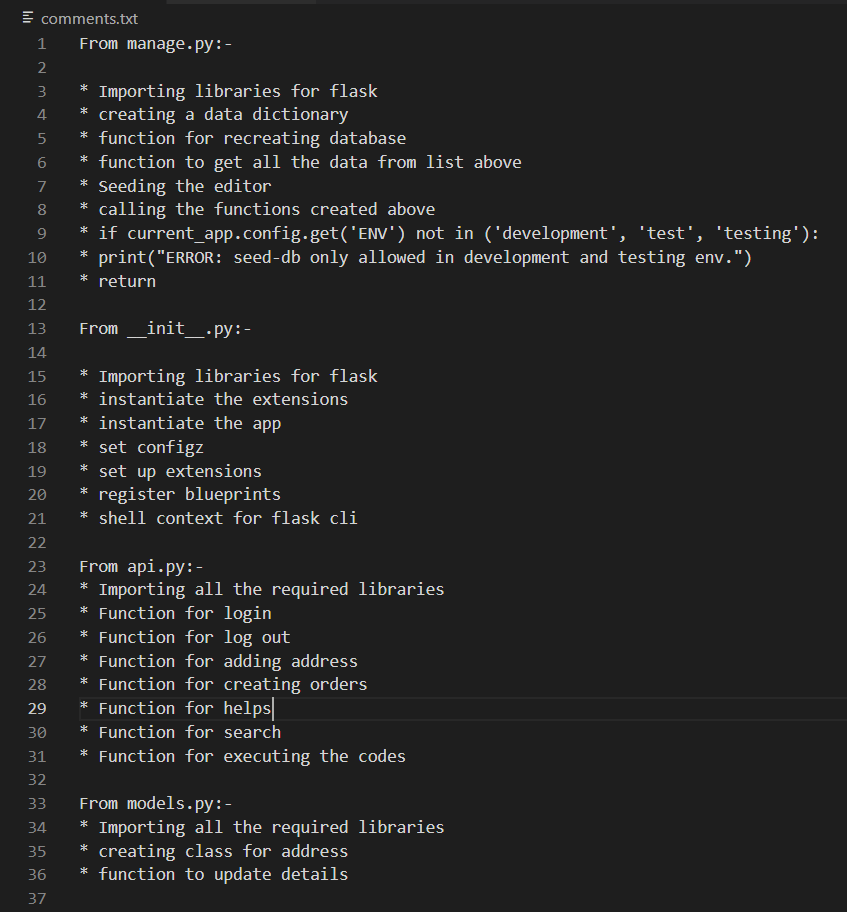 comments.txt
1 From manage.py:-
2
3 * Importing libraries for flask
4 * creating a data dictionary
5 * function for recreating database
6 * function to get all the data from list above
7 * Seeding the editor
8 * calling the functions created above
9 * if current_app.config.get('ENV') not in ('development', 'test', 'testing'):
10 * print("ERROR: seed-db only allowed in development and testing env.")
11 * return
12
13 From __init__.py:-
14
15 * Importing libraries for flask
16 * instantiate the extensions
17 * instantiate the app
18 * set configz
19 * set up extensions
20 * register blueprints
21 * shell context for flask cli
22
23 From api.py:-
24 * Importing all the required libraries
25 * Function for login
26 * Function for log out
27 * Function for adding address
28 * Function for creating orders
29 * Function for helps
30 * Function for search
31 * Function for executing the codes
32
33 From models.py:-
34 * Importing all the required libraries
35 * creating class for address
36 * function to update details
37